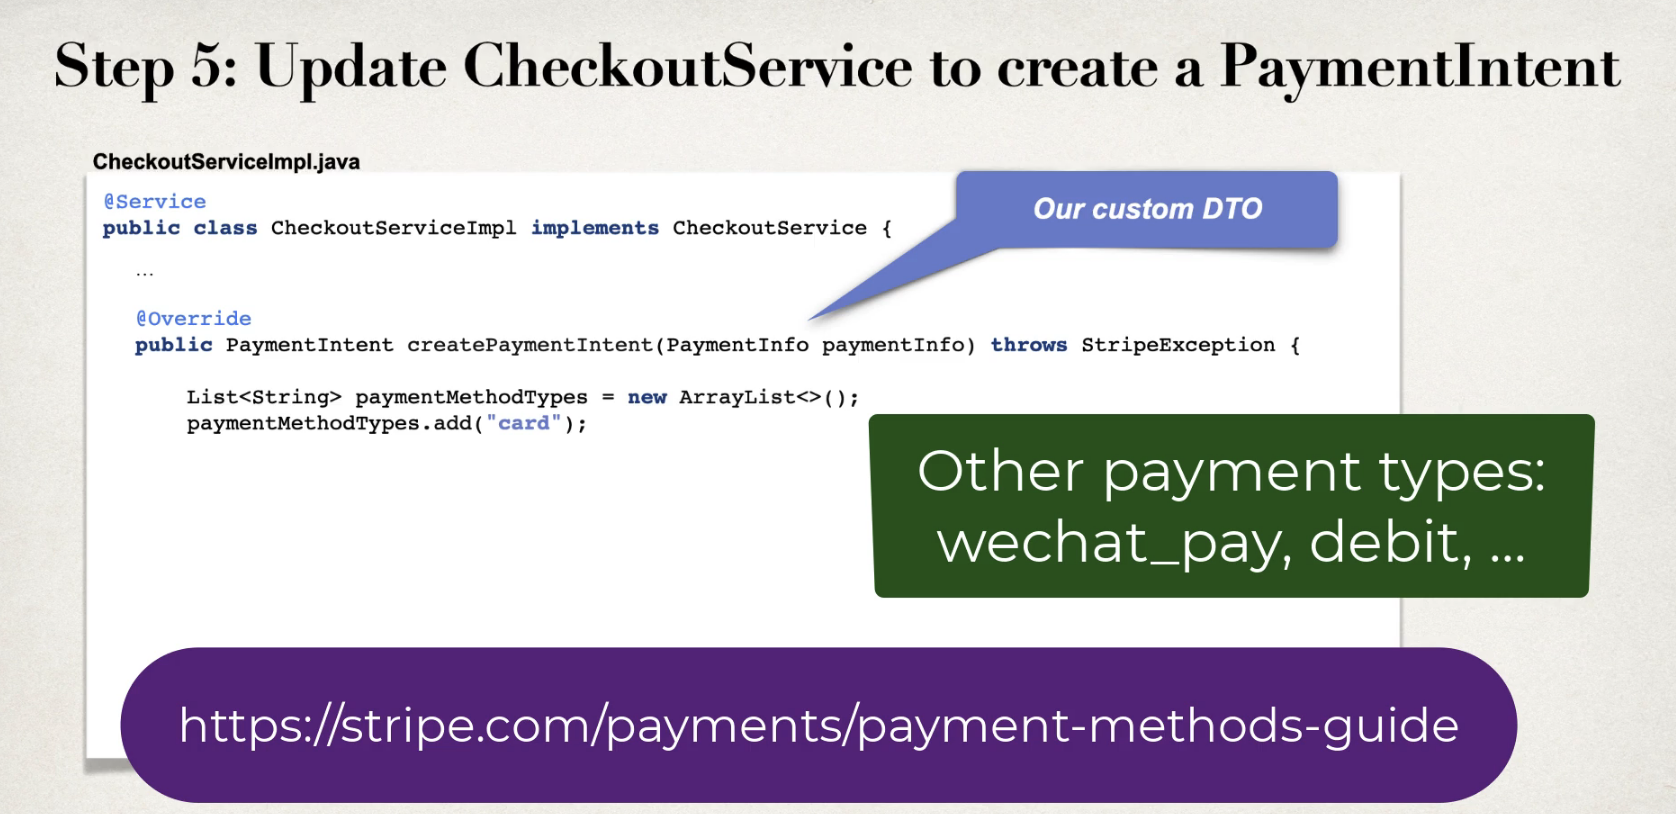 Step 5: Update CheckoutService to create a PaymentIntent
CheckoutServiceImpl.java
@Service
public class CheckoutServiceImpl implements CheckoutService {
Our custom DTO
...
@Override
public PaymentIntent createPaymentIntent(PaymentInfo paymentInfo) throws StripeException {
List<String> paymentMethodTypes = new ArrayList<>();
paymentMethodTypes.add("card");
Other payment types:
wechat_pay, debit, ...
https://stripe.com/payments/payment-methods-guide